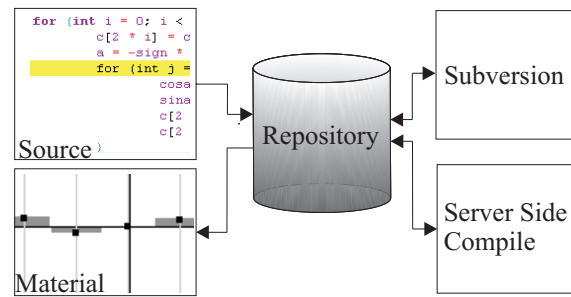 for (int i = 0; i <
c[2 * i] = c
a = -sign *
for (int j =
cosa
sina
c[2
c[2
)
Source
Repository
Subversion
Server Side
Compile
Material